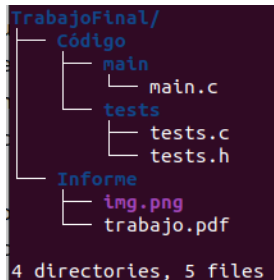 TrabajoFinal/
├── Código
│   ├── main
│   │   └── main.c
│   └── tests
│       ├── tests.c
│       └── tests.h
└── Informe
    ├── img.png
    └── trabajo.pdf
4 directories, 5 files